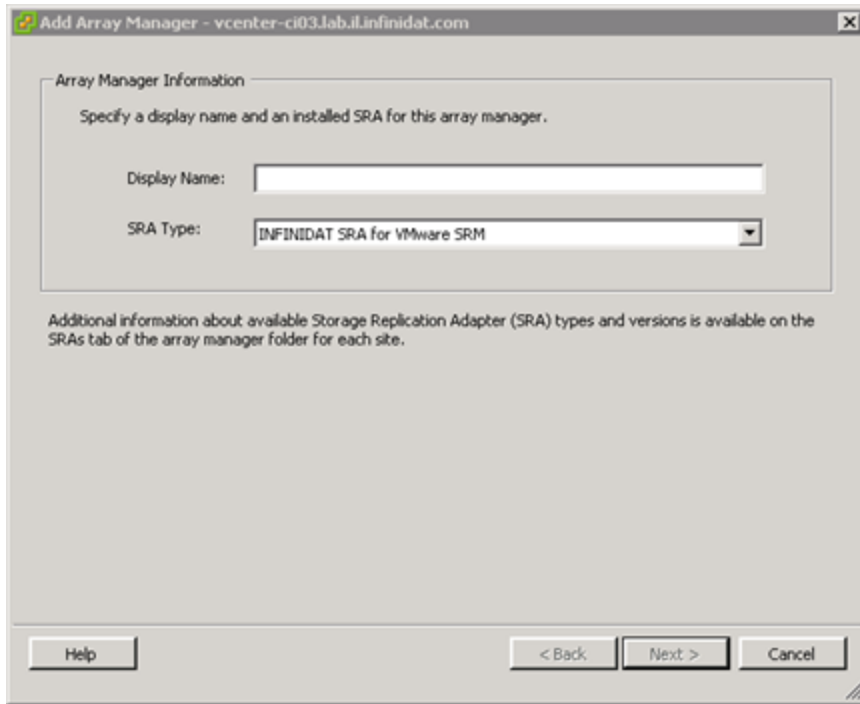 Add Array Manager - vcenter-ci03.lab.il.infinidat.com
Array Manager Information
Specify a display name and an installed SRA for this array manager.
Display Name:
SRA Type:
INFINIDAT SRA for VMware SRM
Additional information about available Storage Replication Adapter (SRA) types and versions is available on the
SRAs tab of the array manager folder for each site.
Help
< Back
Next >
Cancel